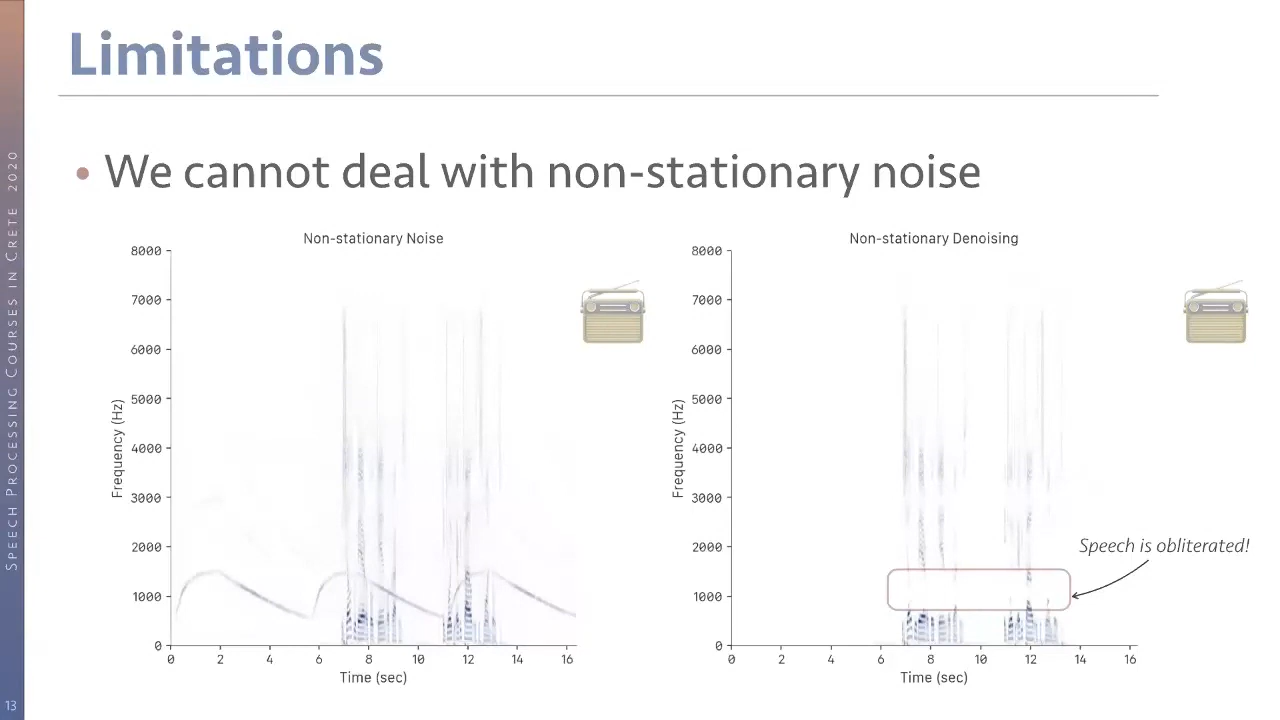 Limitations
• We cannot deal with non-stationary noise
Non-stationary Noise
8000
7000
6000
5000
4000
3000
2000
1000
0
Frequency (Hz)
0 2 4 6 8 10 12 14 16
Time (sec)
Non-stationary Denoising
8000
7000
6000
5000
4000
3000
2000
1000
0
Frequency (Hz)
0 2 4 6 8 10 12 14 16
Time (sec)
Speech is obliterated!
SPEECH PROCESSING COURSES IN CRETE 2020
13